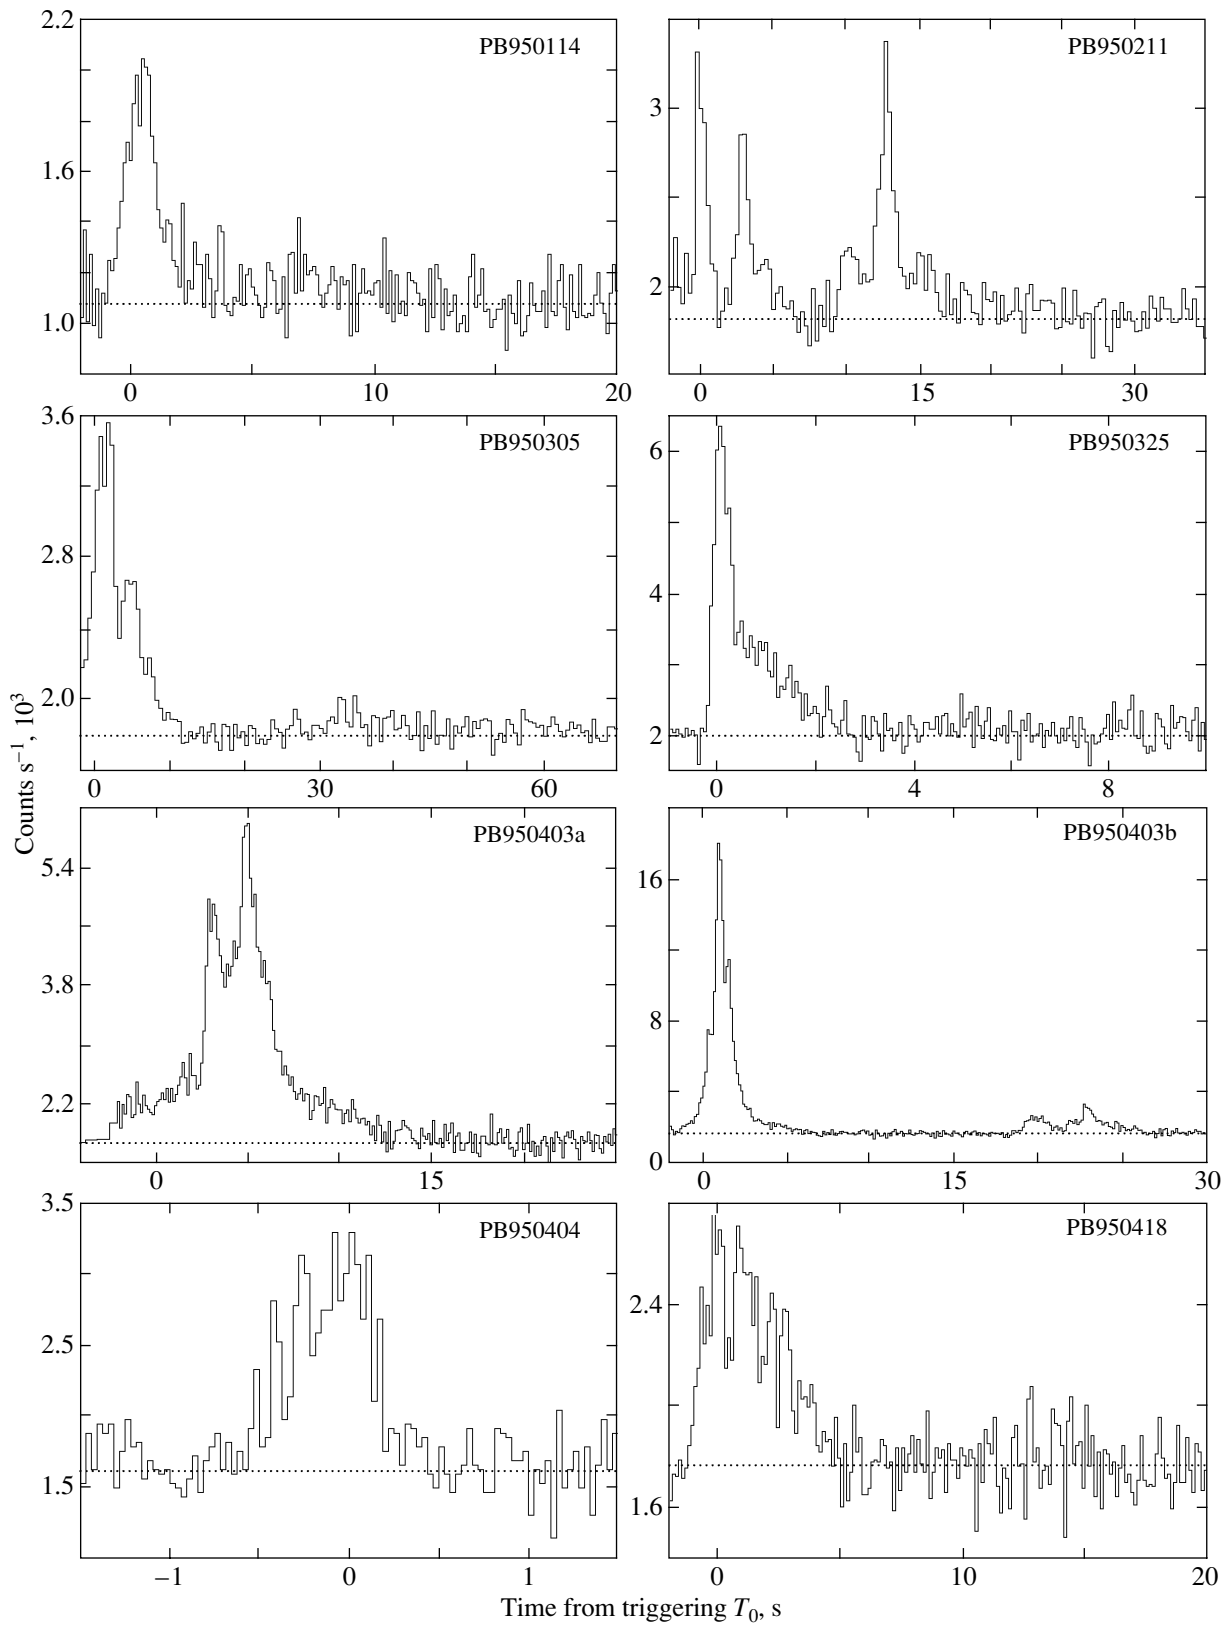 2.2
PB950114
1.6
1.0
0 10 20
PB950211
3
2
0 15 30
3.6
PB950305
2.8
2.0
0 30 60
PB950325
6
4
2
0 4 8
Counts s⁻¹, 10³
PB950403a
5.4
3.8
2.2
0 15
PB950403b
16
8
0
0 15 30
3.5
PB950404
2.5
1.5
−1 0 1
PB950418
2.4
1.6
0 10 20
Time from triggering T₀, s